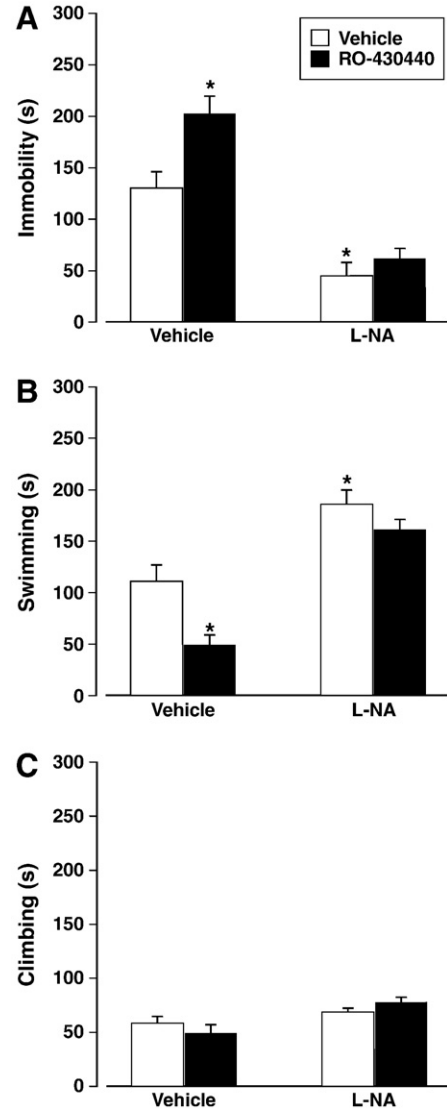 A
Immobility (s)
300
250
200
150
100
50
0
Vehicle
RO-430440
*
*
Vehicle
L-NA
B
Swimming (s)
300
250
200
150
100
50
0
*
*
Vehicle
L-NA
C
Climbing (s)
300
250
200
150
100
50
0
Vehicle
L-NA